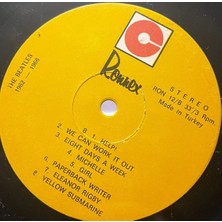 Ronnex
STEREO
RON 12/B 33⅓ Rpm.
Made in Turkey
THE BEATLES
1962 - 1966
B 1. HELP!
2. WE CAN WORK IT OUT
3. EIGHT DAYS A WEEK
4. MICHELLE
5. GIRL
6. PAPERBACK WRITER
7. ELEANOR RIGBY
8. YELLOW SUBMARINE